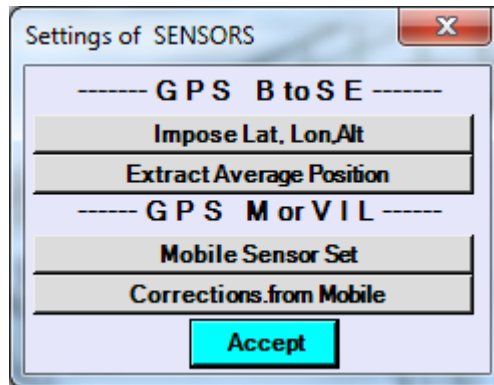 Settings of SENSORS
------- G P S B to S E -------
Impose Lat, Lon,Alt
Extract Average Position
------ G P S M or V I L ------
Mobile Sensor Set
Corrections.from Mobile
Accept